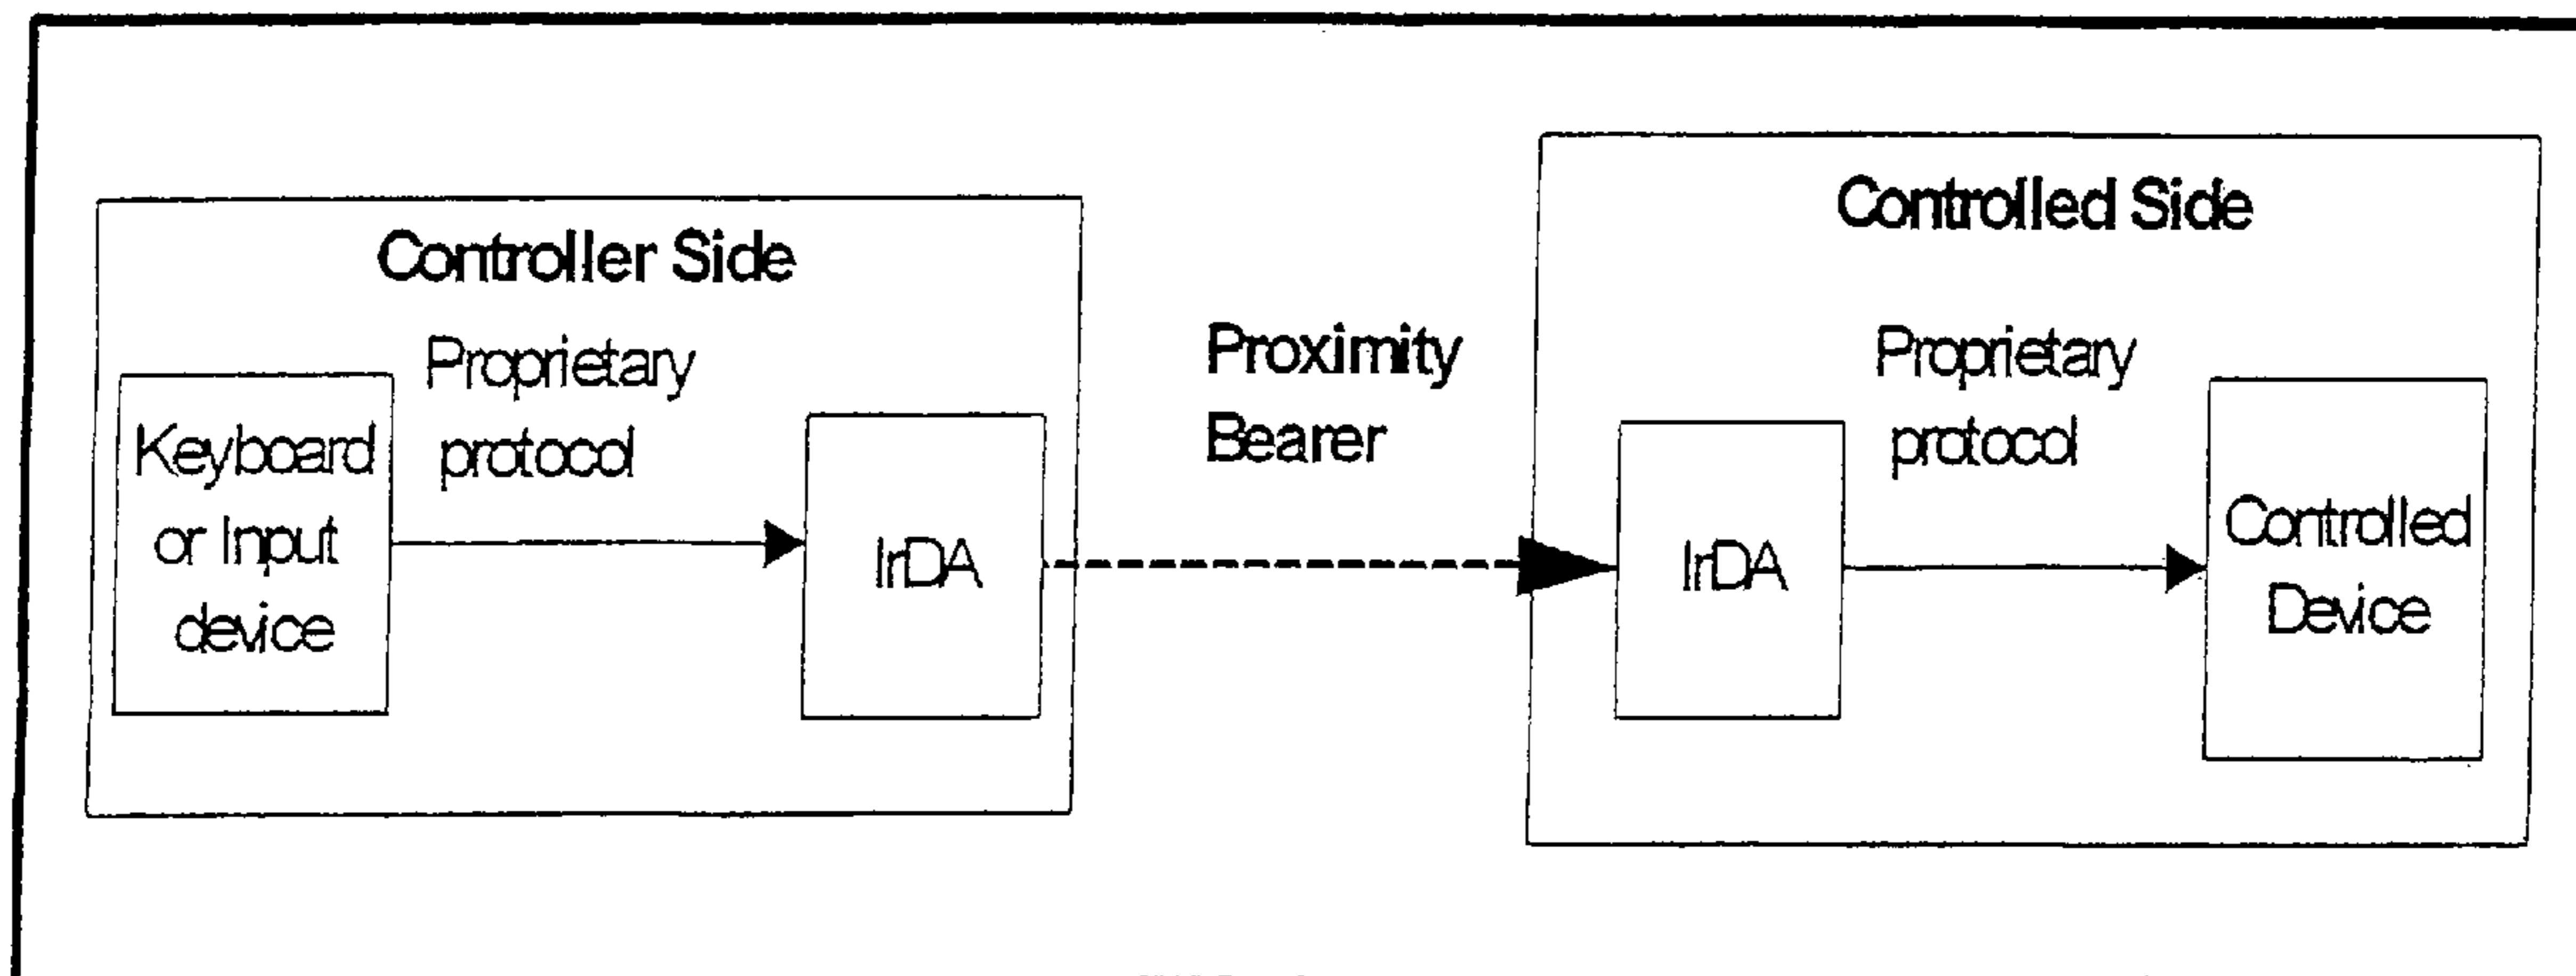 Controller Side
Proprietary
protocol
Keyboard
or Input
device
IrDA
Proximity
Bearer
Controlled Side
IrDA
Proprietary
protocol
Controlled
Device